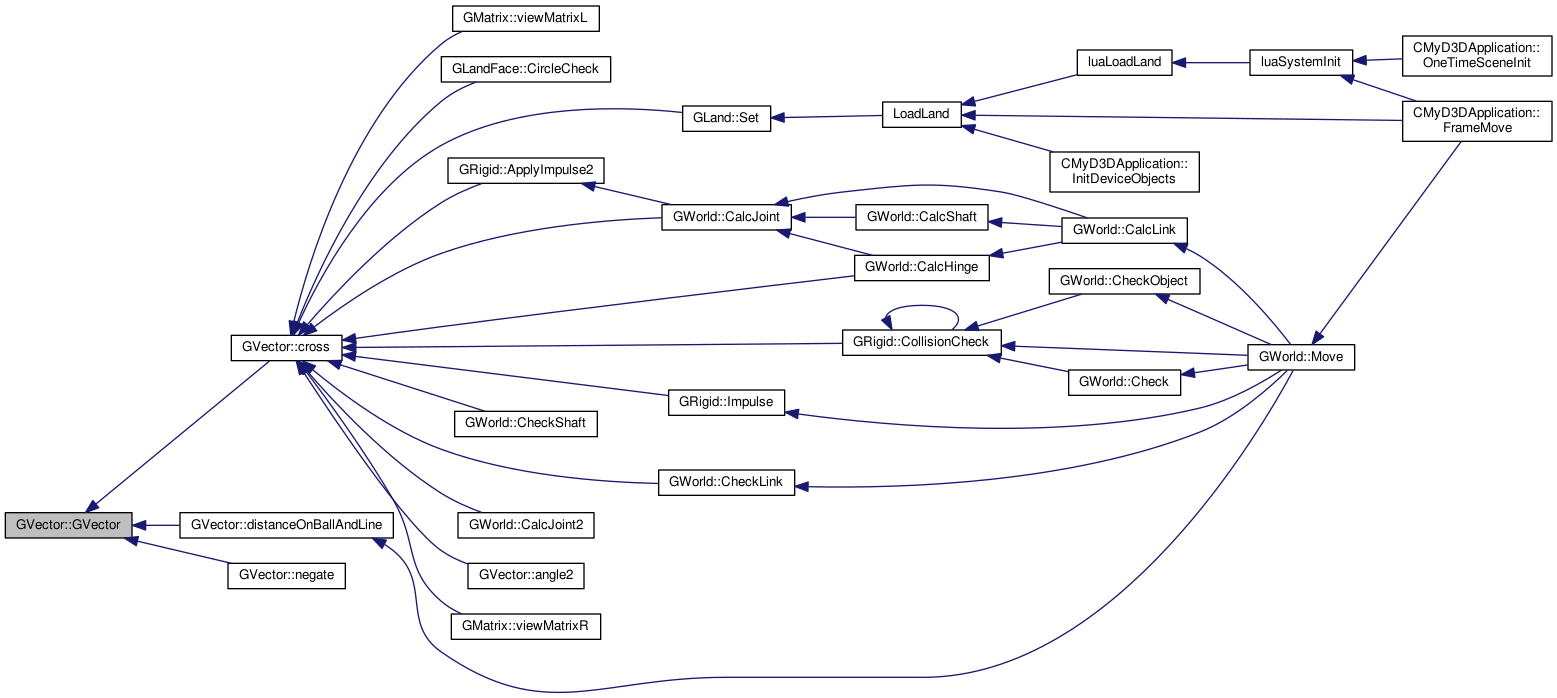 GMatrix::viewMatrixL
GLandFace::CircleCheck
GLand::Set
LoadLand
luaLoadLand
luaSystemInit
CMyD3DApplication::
OneTimeSceneInit
CMyD3DApplication::
FrameMove
CMyD3DApplication::
InitDeviceObjects
GRigid::ApplyImpulse2
GWorld::CalcJoint
GWorld::CalcShaft
GWorld::CalcLink
GWorld::CalcHinge
GWorld::CheckObject
GVector::cross
GRigid::CollisionCheck
GWorld::Move
GWorld::Check
GRigid::Impulse
GWorld::CheckShaft
GWorld::CheckLink
GVector::GVector
GVector::distanceOnBallAndLine
GWorld::CalcJoint2
GVector::negate
GVector::angle2
GMatrix::viewMatrixR